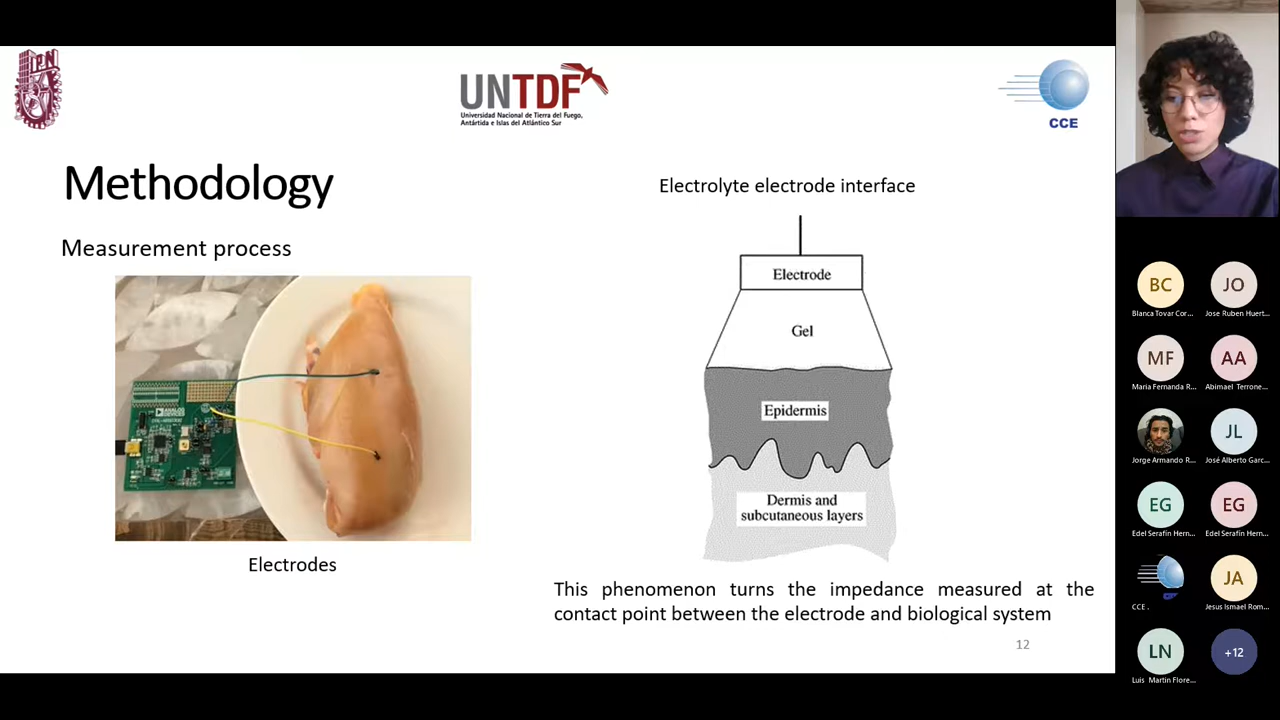 IPN
UNTDF
Universidad Nacional de Tierra del Fuego,
Antártida e Islas del Atlántico Sur
CCE
Methodology
Measurement process
Electrodes
Electrolyte electrode interface
Electrode
Gel
Epidermis
Dermis and
subcutaneous layers
This phenomenon turns the impedance measured at the
contact point between the electrode and biological system
12
BC
Blanca Tovar Cor...
JO
Jose Ruben Huert...
MF
Maria Fernanda R...
AA
Abimael Terrone...
Jorge Armando R...
JL
José Alberto Garc...
EG
Edel Serafín Hern...
EG
Edel Serafín Hern...
CCE .
JA
Jesus Ismael Rom...
LN
Luis Martin Flore...
+12